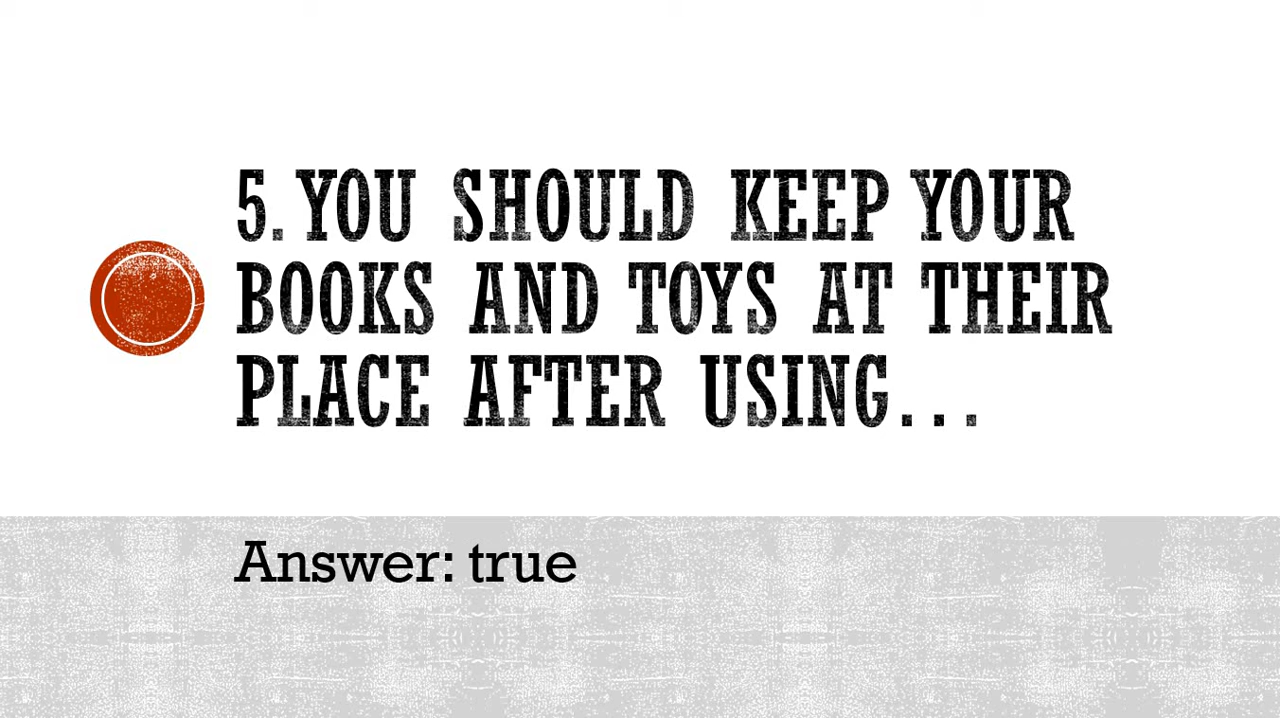 5. YOU SHOULD KEEP YOUR
BOOKS AND TOYS AT THEIR
PLACE AFTER USING...
Answer: true